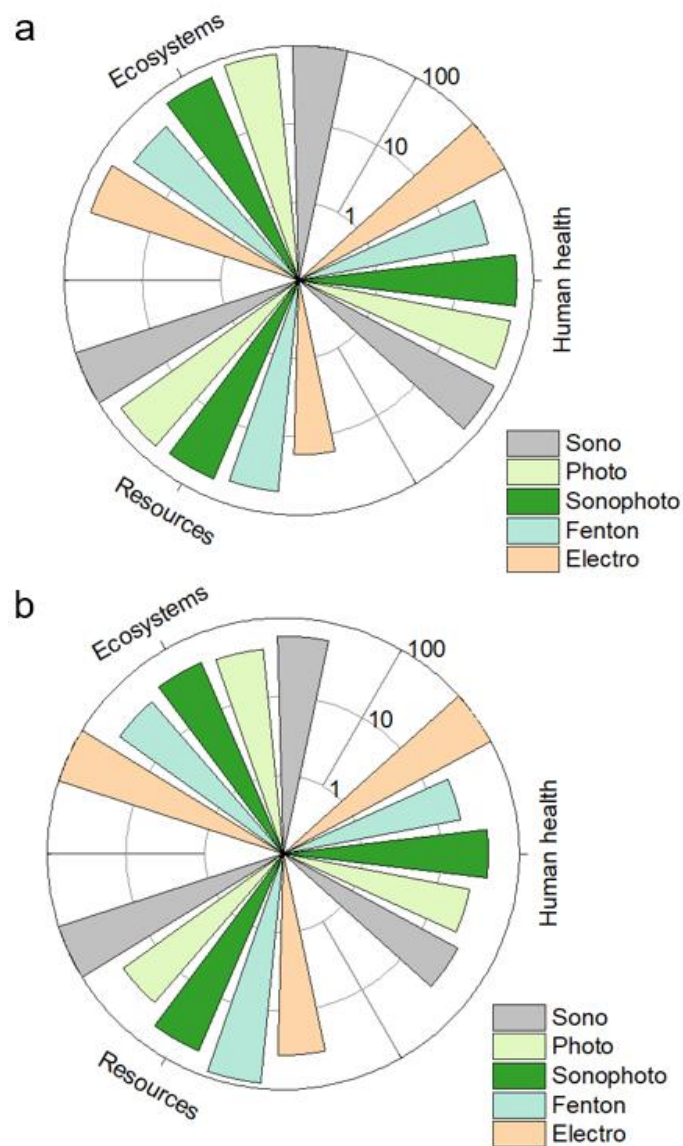 a
Ecosystems
100
10
1
Human health
Resources
Sono
Photo
Sonophoto
Fenton
Electro
b
Ecosystems
100
10
1
Human health
Resources
Sono
Photo
Sonophoto
Fenton
Electro